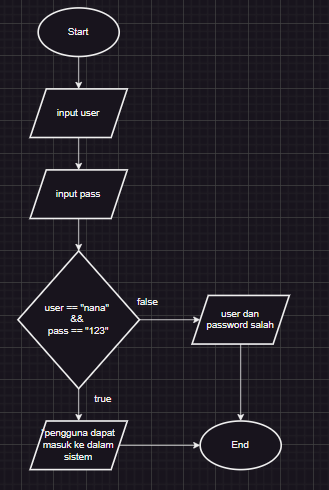 Start
input user
input pass
user == "nana"
&&
pass == "123"
false
user dan
password salah
true
'pengguna dapat
masuk ke dalam
sistem
End